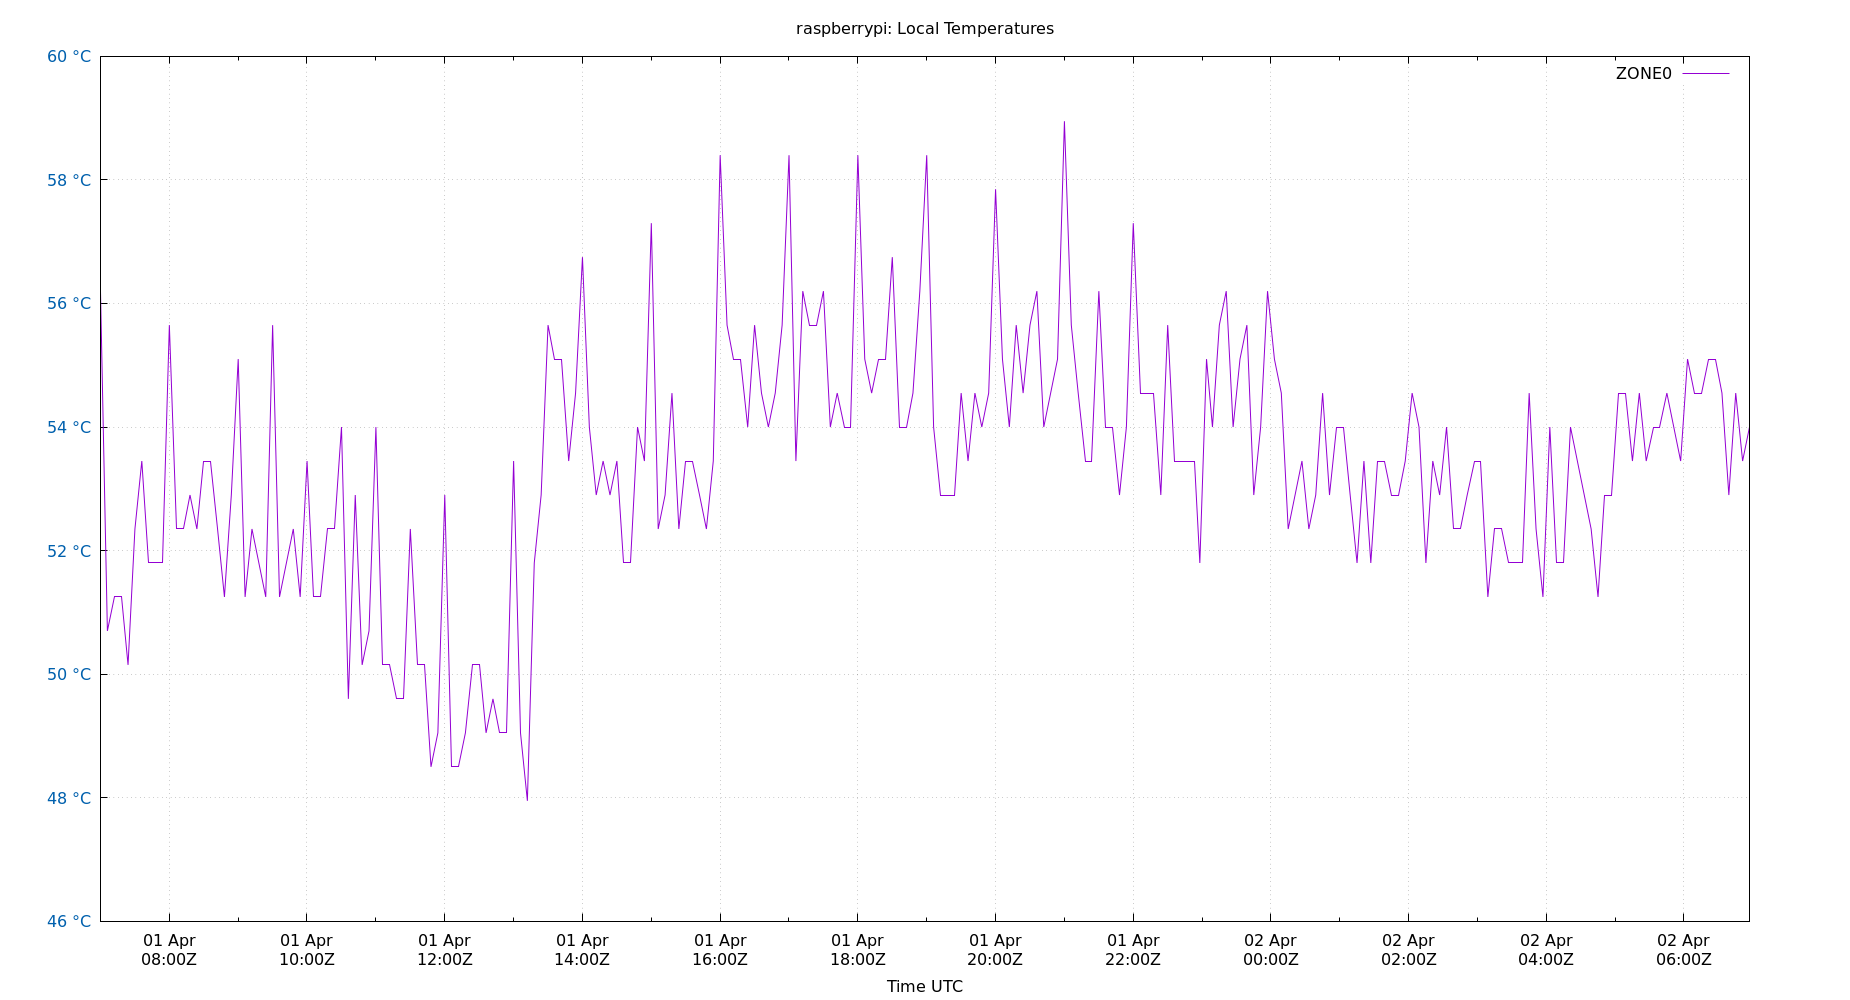 raspberrypi: Local Temperatures
ZONE0
60 °C
58 °C
56 °C
54 °C
52 °C
50 °C
48 °C
46 °C
01 Apr 01 Apr 01 Apr 01 Apr 01 Apr 01 Apr 01 Apr 01 Apr 02 Apr 02 Apr 02 Apr 02 Apr
08:00Z 10:00Z 12:00Z 14:00Z 16:00Z 18:00Z 20:00Z 22:00Z 00:00Z 02:00Z 04:00Z 06:00Z
Time UTC